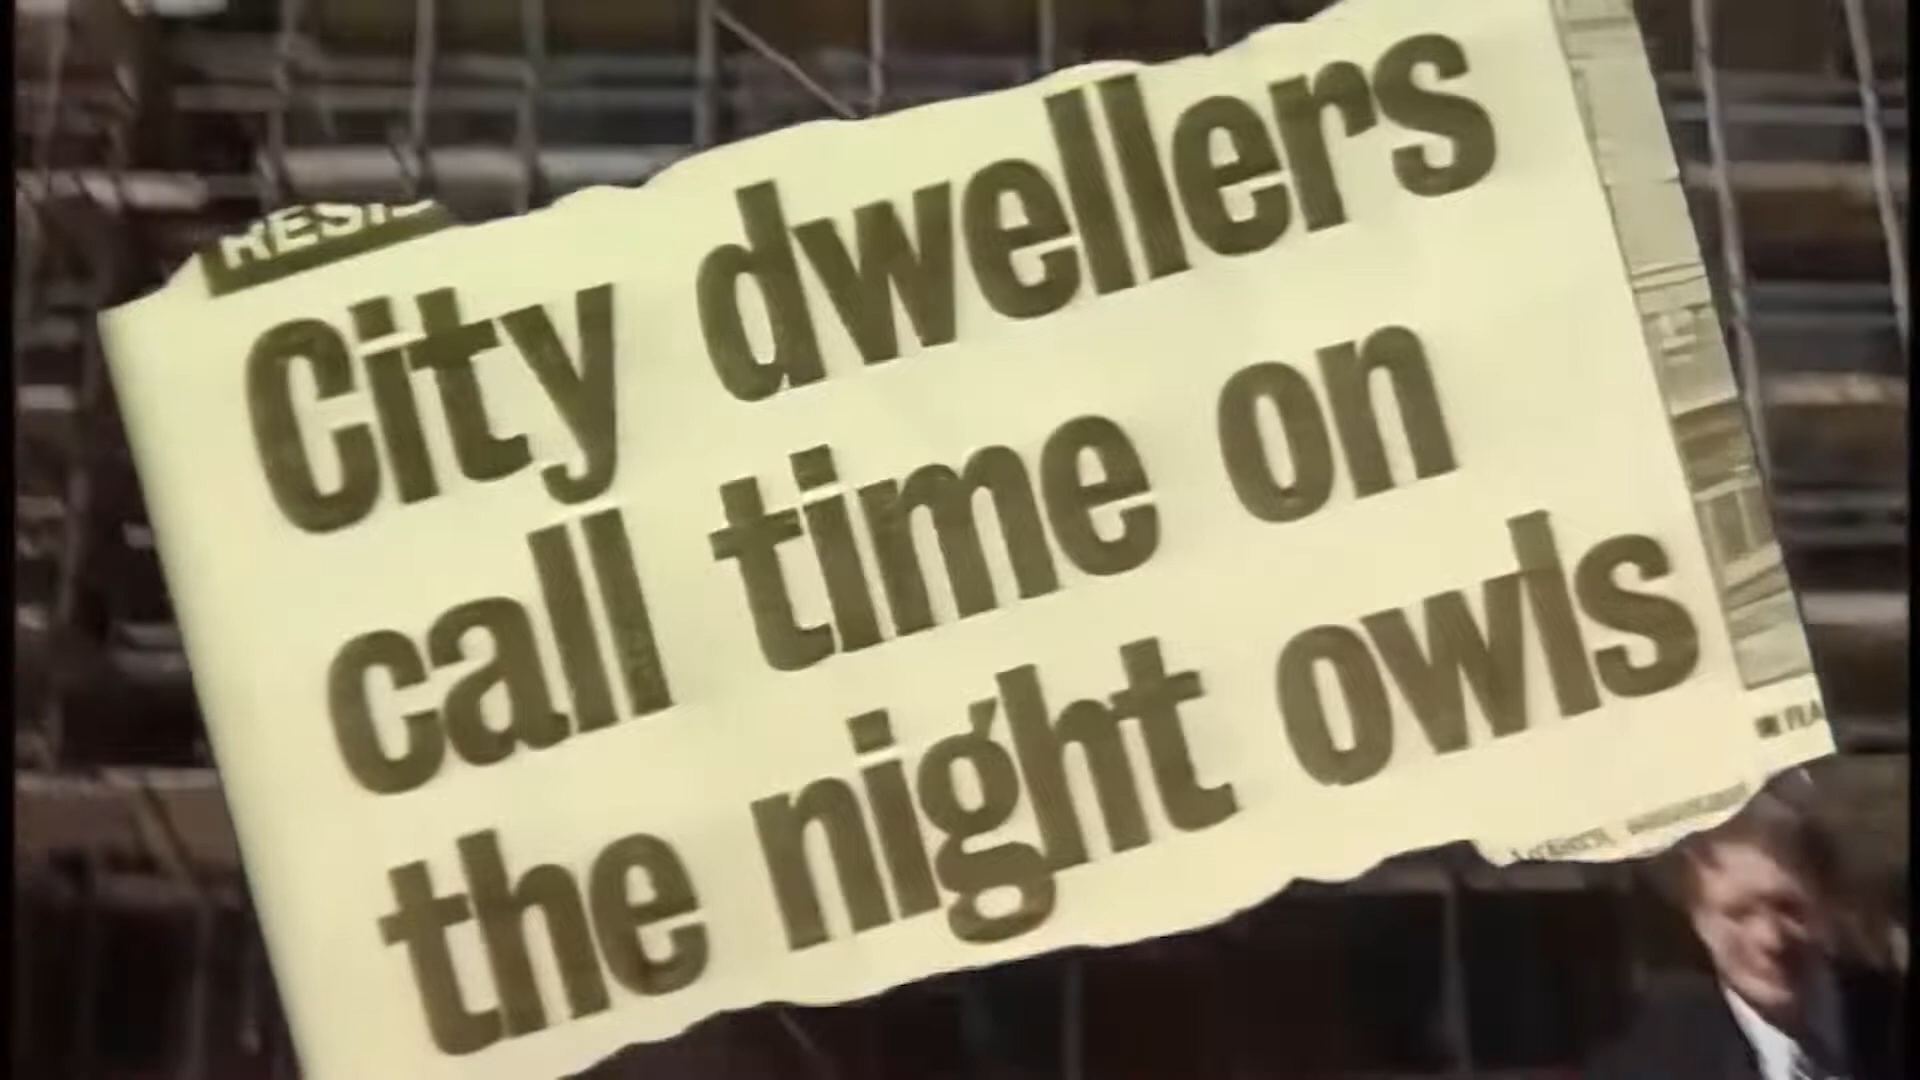 City dwellers
call time on
the night owls